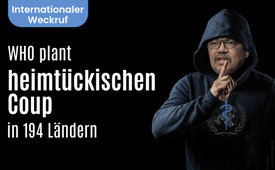 Internationaler
Weckruf
WHO plant
heimtückischen
Coup
in 194 Ländern